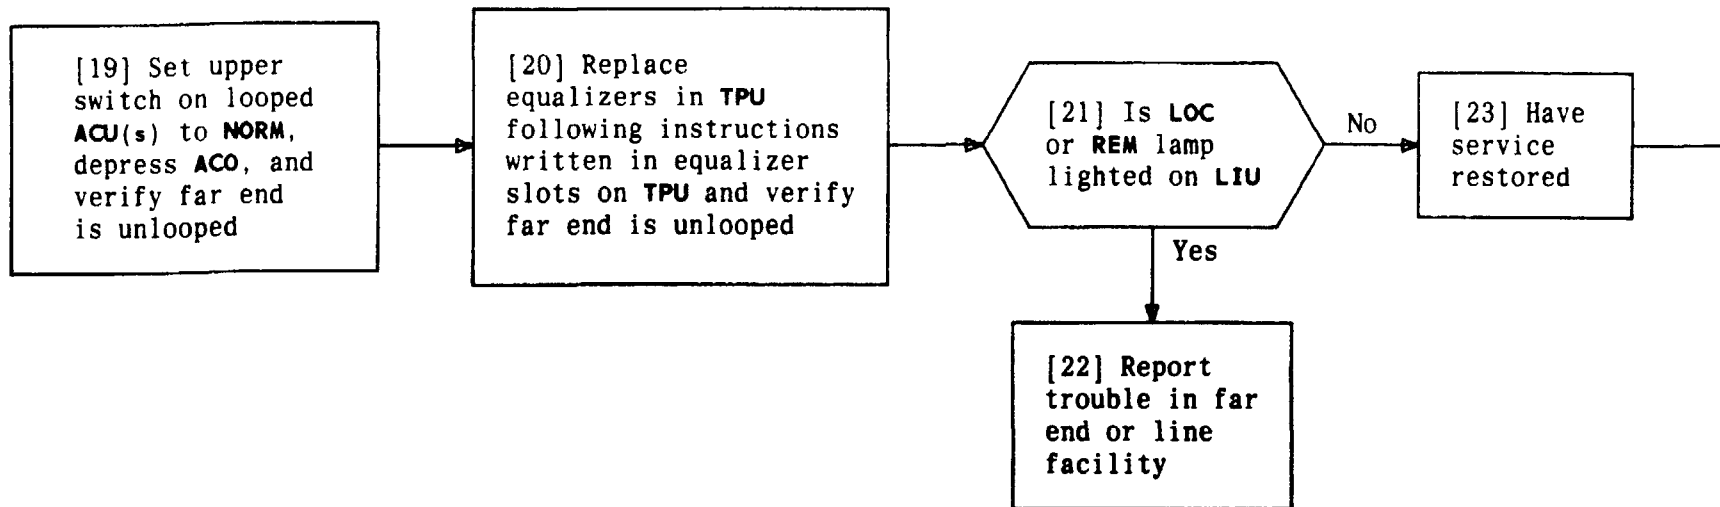 [19] Set upper
switch on looped
ACU(s) to NORM,
depress ACO, and
verify far end
is unlooped
[20] Replace
equalizers in TPU
following instructions
written in equalizer
slots on TPU and verify
far end is unlooped
[21] Is LOC
or REM lamp
lighted on LIU
No
[23] Have
service
restored
Yes
[22] Report
trouble in far
end or line
facility